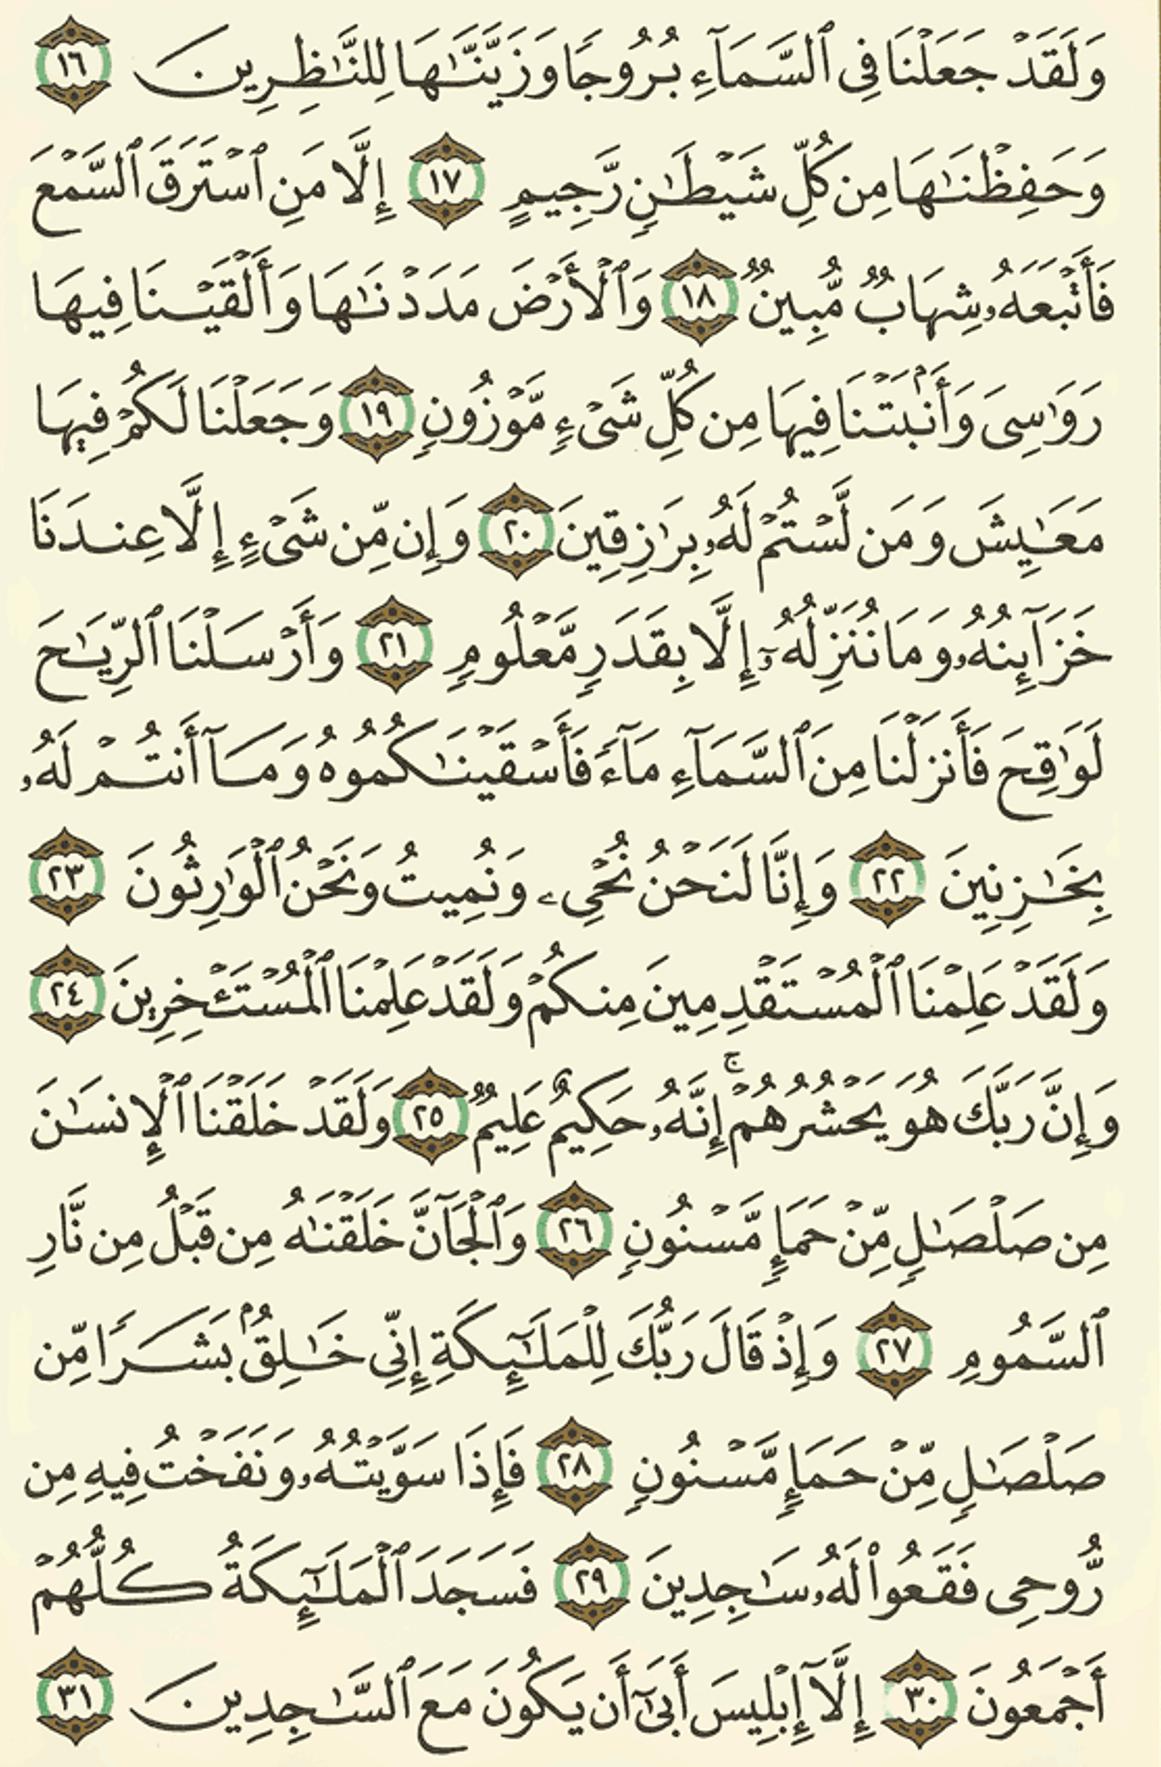 وَلَقَدْ جَعَلْنَا فِى ٱلسَّمَآءِ بُرُوجًا وَزَيَّنَّـٰهَا لِلنَّـٰظِرِينَ ١٦
وَحَفِظْنَـٰهَا مِن كُلِّ شَيْطَـٰنٍ رَّجِيمٍ ١٧ إِلَّا مَنِ ٱسْتَرَقَ ٱلسَّمْعَ
فَأَتْبَعَهُۥ شِهَابٌ مُّبِينٌ ١٨ وَٱلْأَرْضَ مَدَدْنَـٰهَا وَأَلْقَيْنَا فِيهَا
رَوَٰسِىَ وَأَنۢبَتْنَا فِيهَا مِن كُلِّ شَىْءٍ مَّوْزُونٍ ١٩ وَجَعَلْنَا لَكُمْ فِيهَا
مَعَـٰيِشَ وَمَن لَّسْتُمْ لَهُۥ بِرَٰزِقِينَ ٢٠ وَإِن مِّن شَىْءٍ إِلَّا عِندَنَا
خَزَآئِنُهُۥ وَمَا نُنَزِّلُهُۥٓ إِلَّا بِقَدَرٍ مَّعْلُومٍ ٢١ وَأَرْسَلْنَا ٱلرِّيَـٰحَ
لَوَٰقِحَ فَأَنزَلْنَا مِنَ ٱلسَّمَآءِ مَآءً فَأَسْقَيْنَـٰكُمُوهُ وَمَآ أَنتُمْ لَهُۥ
بِخَـٰزِنِينَ ٢٢ وَإِنَّا لَنَحْنُ نُحْىِۦ وَنُمِيتُ وَنَحْنُ ٱلْوَٰرِثُونَ ٢٣
وَلَقَدْ عَلِمْنَا ٱلْمُسْتَقْدِمِينَ مِنكُمْ وَلَقَدْ عَلِمْنَا ٱلْمُسْتَـْٔخِرِينَ ٢٤
وَإِنَّ رَبَّكَ هُوَ يَحْشُرُهُمْ ۚ إِنَّهُۥ حَكِيمٌ عَلِيمٌ ٢٥ وَلَقَدْ خَلَقْنَا ٱلْإِنسَـٰنَ
مِن صَلْصَـٰلٍ مِّنْ حَمَإٍ مَّسْنُونٍ ٢٦ وَٱلْجَآنَّ خَلَقْنَـٰهُ مِن قَبْلُ مِن نَّارِ
ٱلسَّمُومِ ٢٧ وَإِذْ قَالَ رَبُّكَ لِلْمَلَـٰٓئِكَةِ إِنِّى خَـٰلِقٌۢ بَشَرًا مِّن
صَلْصَـٰلٍ مِّنْ حَمَإٍ مَّسْنُونٍ ٢٨ فَإِذَا سَوَّيْتُهُۥ وَنَفَخْتُ فِيهِ مِن
رُّوحِى فَقَعُوا۟ لَهُۥ سَـٰجِدِينَ ٢٩ فَسَجَدَ ٱلْمَلَـٰٓئِكَةُ كُلُّهُمْ
أَجْمَعُونَ ٣٠ إِلَّآ إِبْلِيسَ أَبَىٰٓ أَن يَكُونَ مَعَ ٱلسَّـٰجِدِينَ ٣١